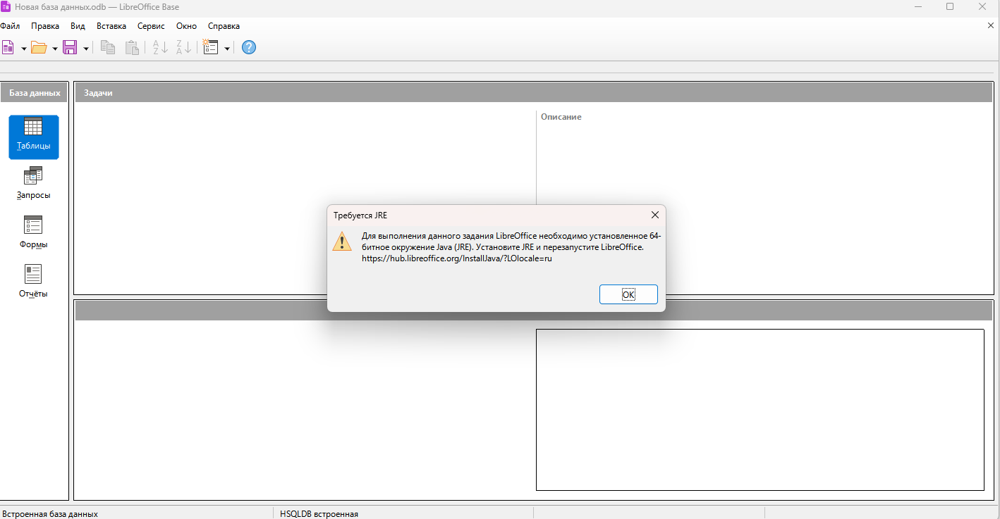 Новая база данных.odb — LibreOffice Base
Файл Правка Вид Вставка Сервис Окно Справка
База данных
Задачи
Описание
Таблицы
Запросы
Формы
Отчёты
Требуется JRE
Для выполнения данного задания LibreOffice необходимо установленное 64-
битное окружение Java (JRE). Установите JRE и перезапустите LibreOffice.
https://hub.libreoffice.org/InstallJava/?LOlocale=ru
OK
Встроенная база данных
HSQLDB встроенная